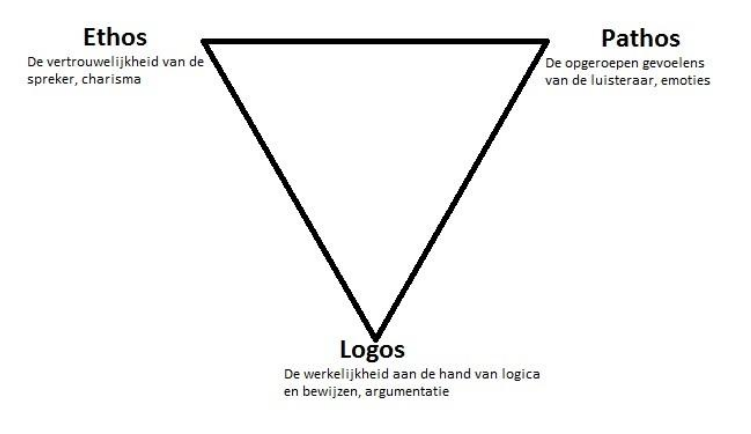 Ethos
De vertrouwelijkheid van de
spreker, charisma
Pathos
De opgeroepen gevoelens
van de luisteraar, emoties
Logos
De werkelijkheid aan de hand van logica
en bewijzen, argumentatie